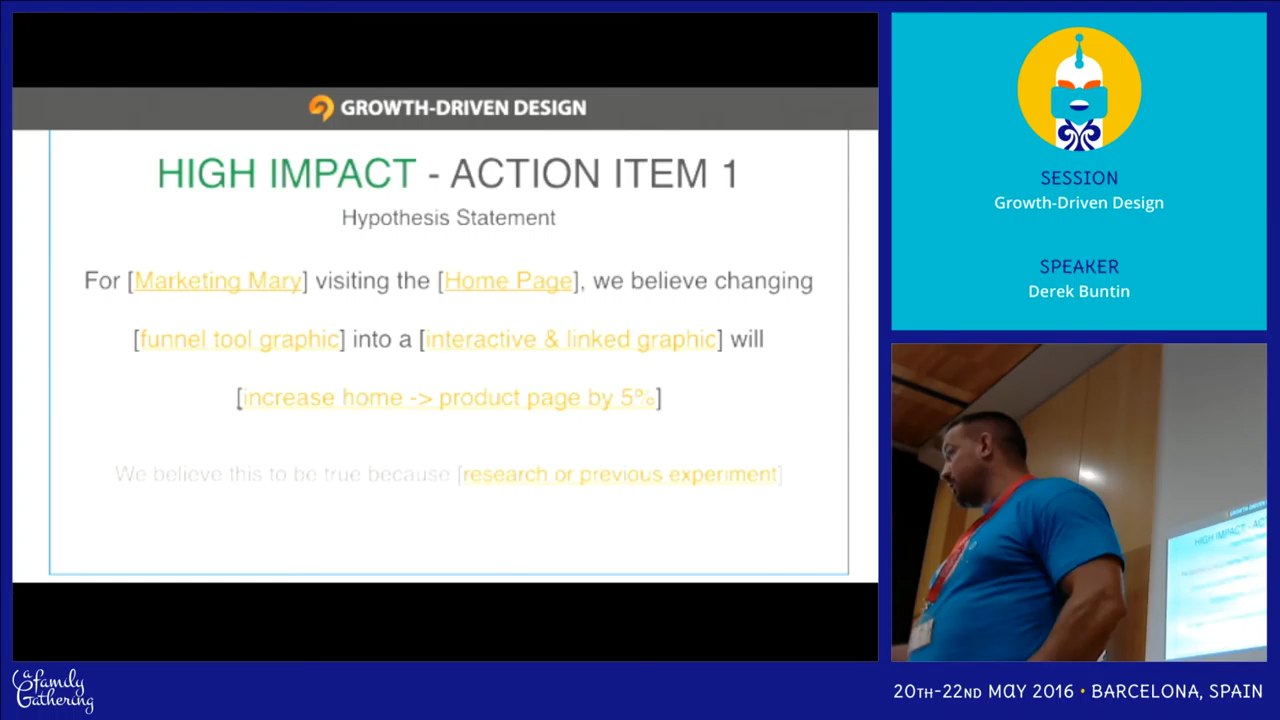 GROWTH-DRIVEN DESIGN
HIGH IMPACT - ACTION ITEM 1
Hypothesis Statement
For [Marketing Mary] visiting the [Home Page], we believe changing
[funnel tool graphic] into a [interactive & linked graphic] will
[increase home -> product page by 5%]
We believe this to be true because [research or previous experiment]
SESSION
Growth-Driven Design
SPEAKER
Derek Buntin
HIGH IMPACT - AC
a family
Gathering
20TH-22ND MAY 2016 • BARCELONA, SPAIN